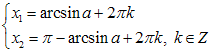 x₁ = arcsin a + 2πk
x₂ = π − arcsin a + 2πk, k ∈ Z